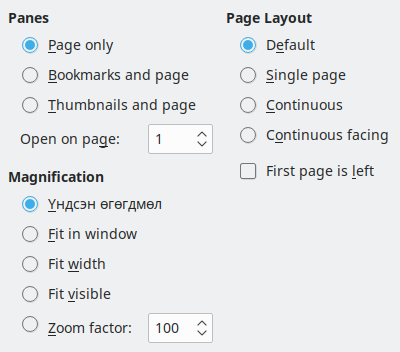 Panes
Page only
Bookmarks and page
Thumbnails and page
Open on page: 1
Magnification
Үндсэн өгөгдмөл
Fit in window
Fit width
Fit visible
Zoom factor: 100
Page Layout
Default
Single page
Continuous
Continuous facing
First page is left